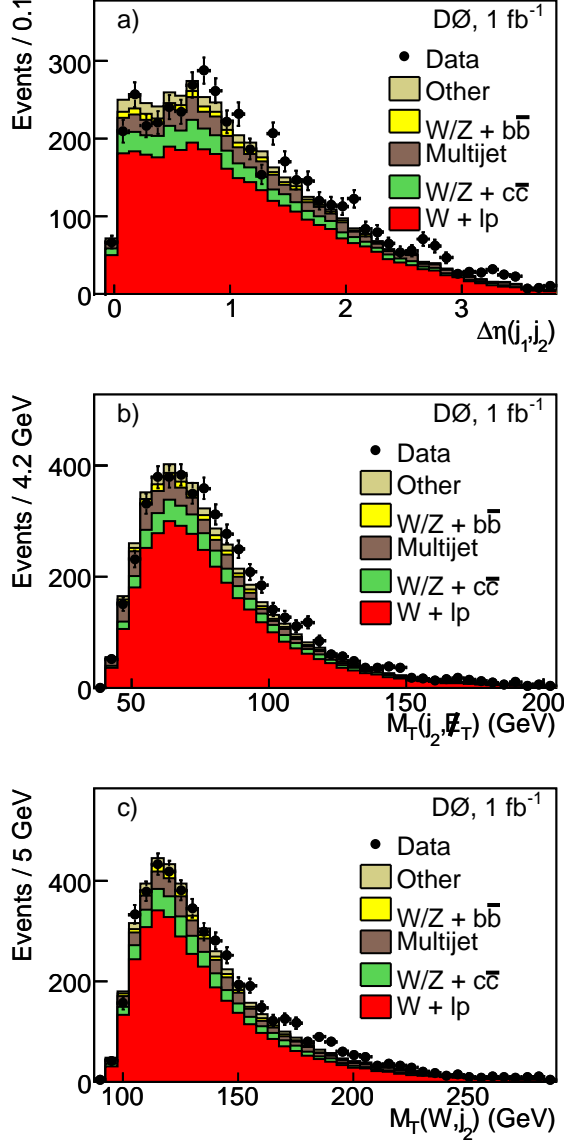 a) DØ, 1 fb⁻¹
Events / 0.1
300
200
100
0
Data
Other
W/Z + bb̅
Multijet
W/Z + cc̅
W + lp
0 1 2 3
Δη(j₁,j₂)
b) DØ, 1 fb⁻¹
Events / 4.2 GeV
400
200
0
Data
Other
W/Z + bb̅
Multijet
W/Z + cc̅
W + lp
50 100 150 200
M_T(j₂,E̸_T) (GeV)
c) DØ, 1 fb⁻¹
Events / 5 GeV
400
200
0
Data
Other
W/Z + bb̅
Multijet
W/Z + cc̅
W + lp
100 150 200 250
M_T(W,j₂) (GeV)